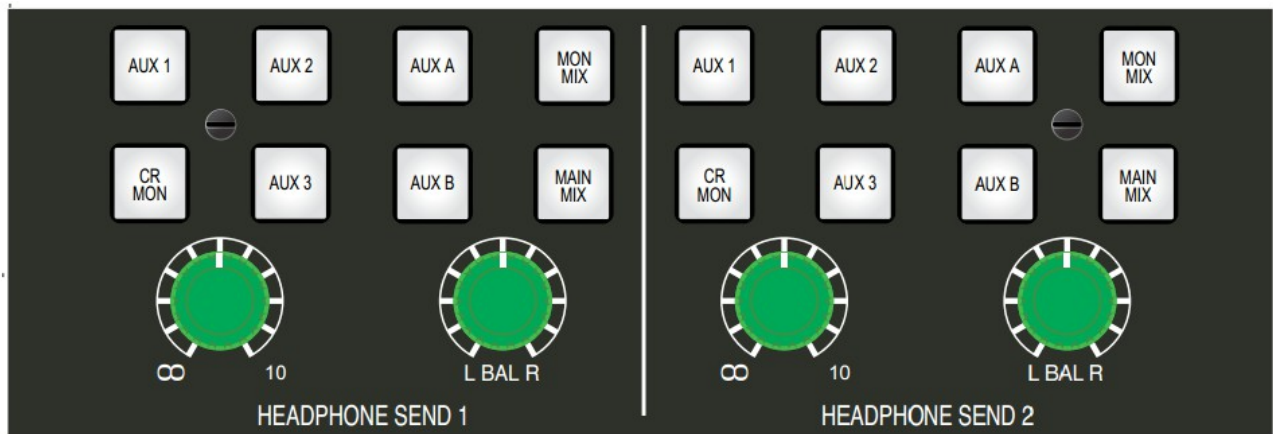 AUX 1
AUX 2
AUX A
MON
MIX
AUX 1
AUX 2
AUX A
MON
MIX
CR
MON
AUX 3
AUX B
MAIN
MIX
CR
MON
AUX 3
AUX B
MAIN
MIX
∞ 10
L BAL R
∞ 10
L BAL R
HEADPHONE SEND 1
HEADPHONE SEND 2